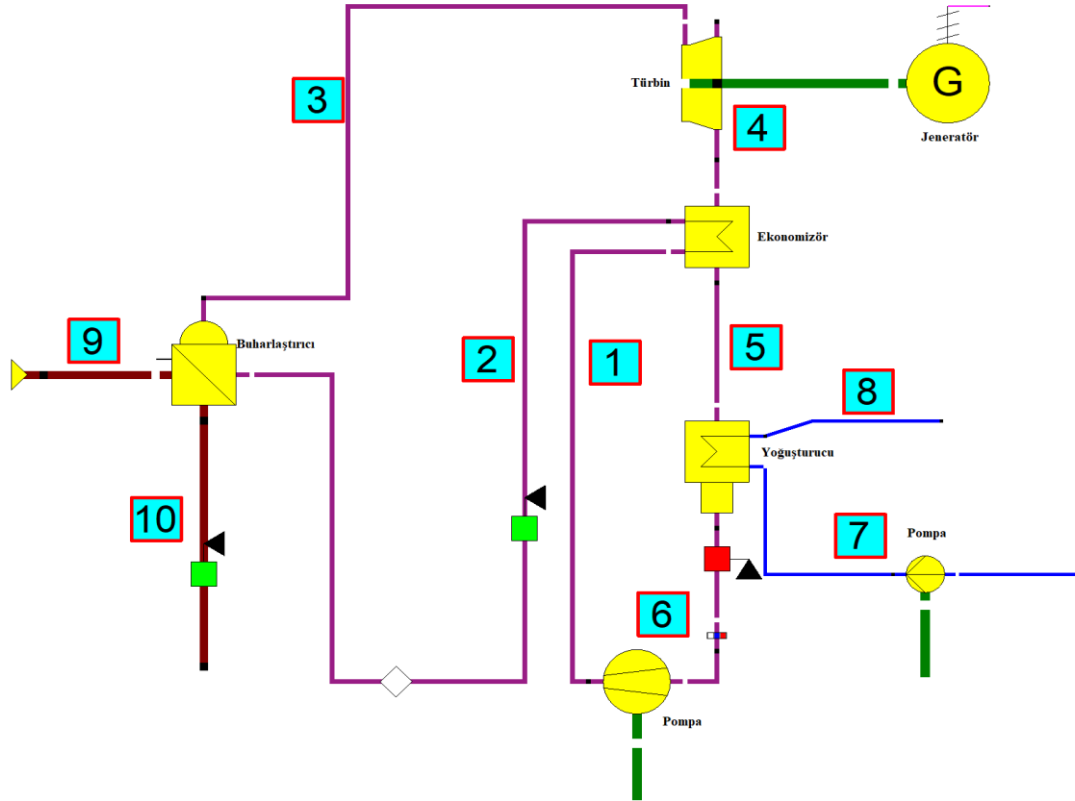 3
Türbin
G
4
Jeneratör
Ekonomizör
9
Buharlaştırıcı
2
1
5
8
Yoğuşturucu
10
7
Pompa
6
Pompa